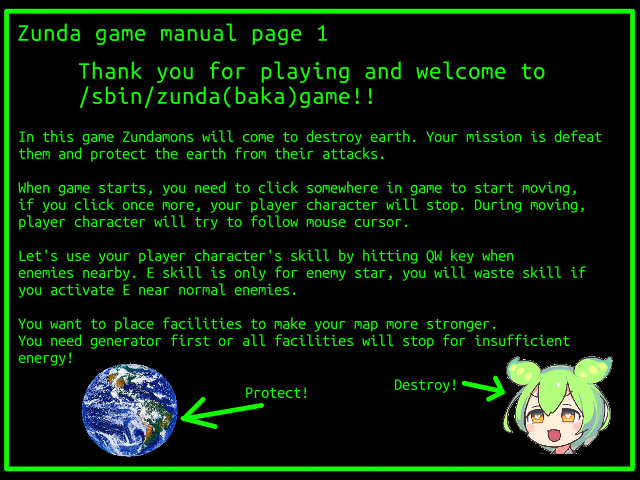 Zunda game manual page 1
Thank you for playing and welcome to
/sbin/zunda(baka)game!!
In this game Zundamons will come to destroy earth. Your mission is defeat
them and protect the earth from their attacks.
When game starts, you need to click somewhere in game to start moving,
if you click once more, your player character will stop. During moving,
player character will try to follow mouse cursor.
Let's use your player character's skill by hitting QW key when
enemies nearby. E skill is only for enemy star, you will waste skill if
you activate E near normal enemies.
You want to place facilities to make your map more stronger.
You need generator first or all facilities will stop for insufficient
energy!
Protect!
Destroy!